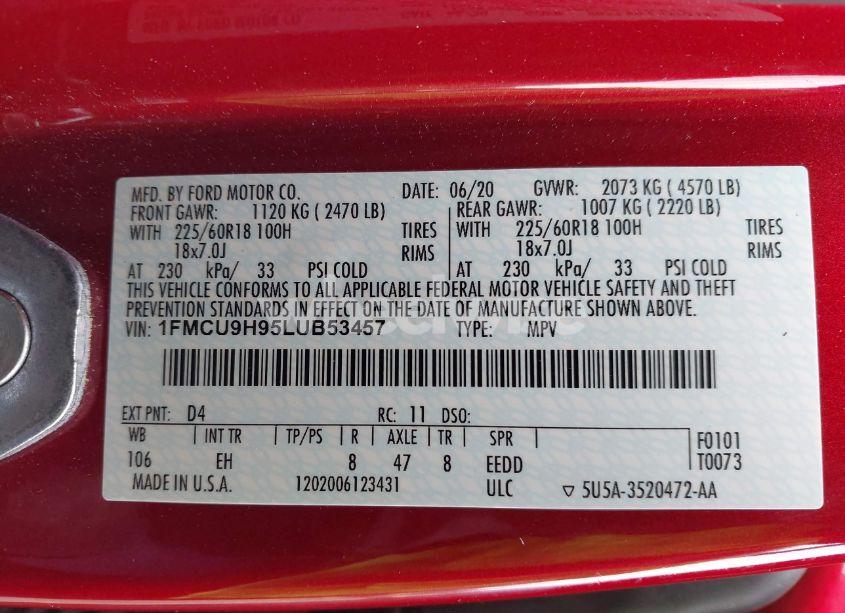 MFD. BY FORD MOTOR CO. DATE: 06/20 GVWR: 2073 KG ( 4570 LB)
FRONT GAWR: 1120 KG ( 2470 LB) REAR GAWR: 1007 KG ( 2220 LB)
WITH 225/60R18 100H TIRES WITH 225/60R18 100H TIRES
18x7.0J RIMS 18x7.0J RIMS
AT 230 kPa/ 33 PSI COLD AT 230 kPa/ 33 PSI COLD
THIS VEHICLE CONFORMS TO ALL APPLICABLE FEDERAL MOTOR VEHICLE SAFETY AND THEFT
PREVENTION STANDARDS IN EFFECT ON THE DATE OF MANUFACTURE SHOWN ABOVE.
VIN: 1FMCU9H95LUB53457 TYPE: MPV
EXT PNT: D4 RC: 11 DSO:
WB INT TR TP/PS R AXLE TR SPR F0101
106 EH 8 47 8 EEDD T0073
MADE IN U.S.A. 1202006123431 ULC ▽ 5U5A-3520472-AA